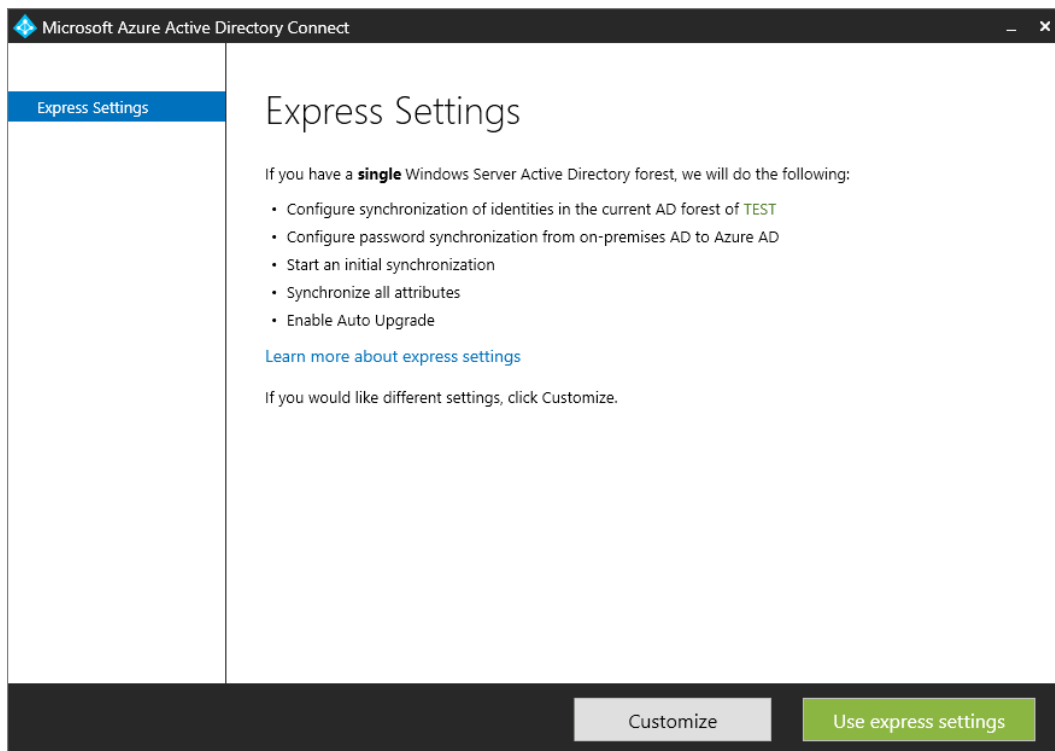 Microsoft Azure Active Directory Connect
Express Settings
Express Settings
If you have a single Windows Server Active Directory forest, we will do the following:
• Configure synchronization of identities in the current AD forest of TEST
• Configure password synchronization from on-premises AD to Azure AD
• Start an initial synchronization
• Synchronize all attributes
• Enable Auto Upgrade
Learn more about express settings
If you would like different settings, click Customize.
Customize
Use express settings